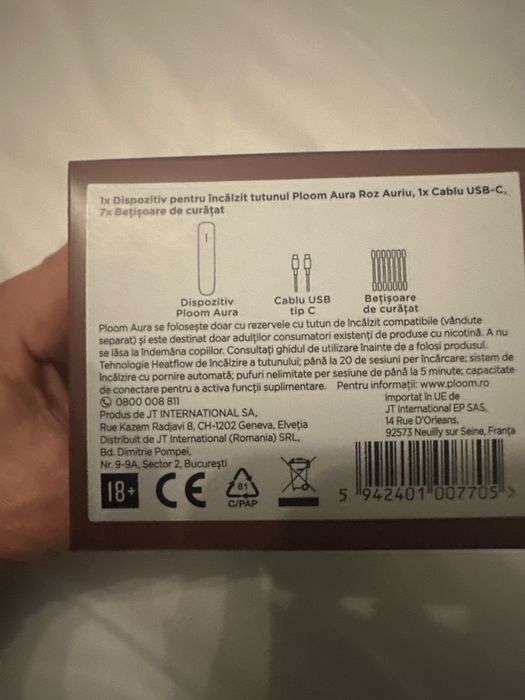 1x Dispozitiv pentru încălzit tutunul Ploom Aura Roz Auriu, 1x Cablu USB-C,
7x Bețișoare de curățat
Dispozitiv
Ploom Aura
Cablu USB
tip C
Bețișoare
de curățat
Ploom Aura se folosește doar cu rezervele cu tutun de încălzit compatibile (vândute
separat) și este destinat doar adulților consumatori existenți de produse cu nicotină. A nu
se lăsa la îndemâna copiilor. Consultați ghidul de utilizare înainte de a folosi produsul.
Tehnologie Heatflow de încălzire a tutunului; până la 20 de sesiuni per încărcare; sistem de
încălzire cu pornire automată; pufuri nelimitate per sesiune de până la 5 minute; capacitate
de conectare pentru a activa funcții suplimentare. Pentru informații: www.ploom.ro
0800 008 811
Produs de JT INTERNATIONAL SA,
Rue Kazem Radjavi 8, CH-1202 Geneva, Elveția
Distribuit de JT International (Romania) SRL,
Bd. Dimitrie Pompei,
Nr. 9-9A, Sector 2, București
Importat în UE de
JT International EP SAS,
14 Rue D'Orleans,
92573 Neuilly sur Seine, Franța
18+
CE
81
C/PAP
5 942401 007705 >